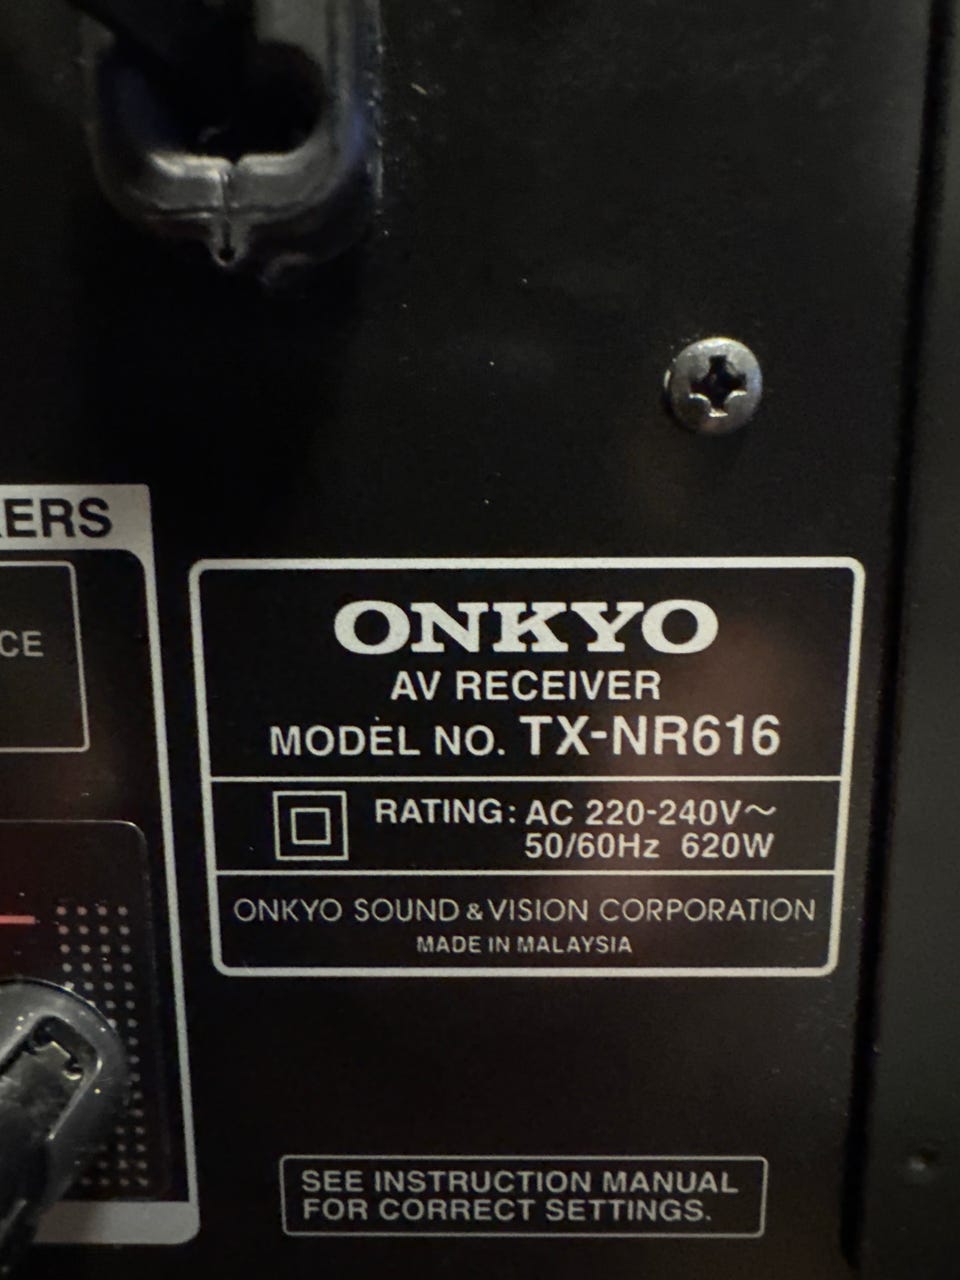 ERS
CE
ONKYO
AV RECEIVER
MODEL NO. TX-NR616
RATING: AC 220-240V~
50/60Hz 620W
ONKYO SOUND & VISION CORPORATION
MADE IN MALAYSIA
SEE INSTRUCTION MANUAL
FOR CORRECT SETTINGS.